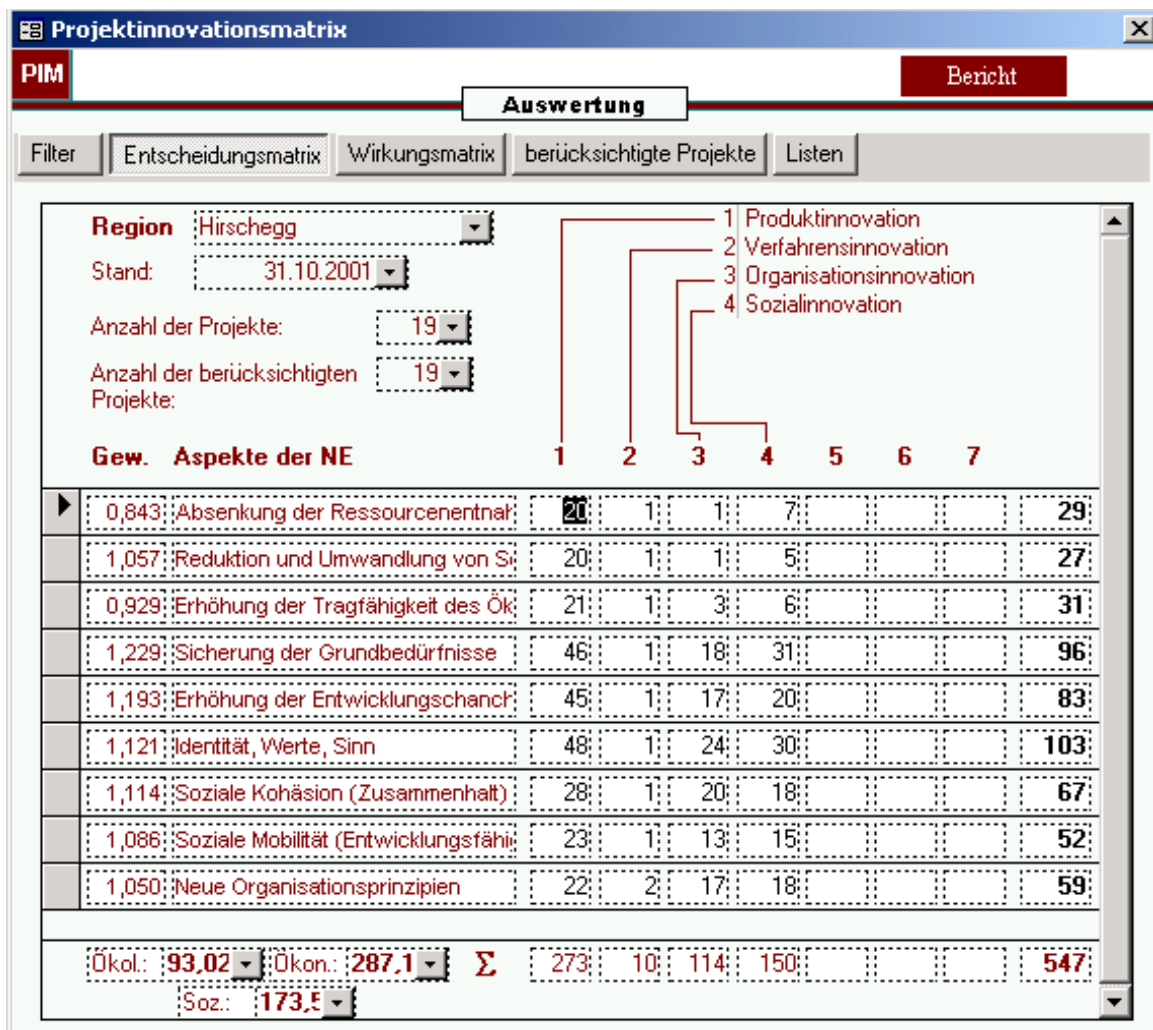 Projektinnovationsmatrix
PIM
Bericht
Auswertung
Filter Entscheidungsmatrix Wirkungsmatrix berücksichtigte Projekte Listen
Region Hirschegg
1 Produktinnovation
2 Verfahrensinnovation
Stand: 31.10.2001
3 Organisationsinnovation
4 Sozialinnovation
Anzahl der Projekte: 19
Anzahl der berücksichtigten 19
Projekte:
Gew. Aspekte der NE 1 2 3 4 5 6 7
0,843 Absenkung der Ressourcenentnah 20 1 1 7 29
1,057 Reduktion und Umwandlung von Sc 20 1 1 5 27
0,929 Erhöhung der Tragfähigkeit des Ök 21 1 3 6 31
1,229 Sicherung der Grundbedürfnisse 46 1 18 31 96
1,193 Erhöhung der Entwicklungschanch 45 1 17 20 83
1,121 Identität, Werte, Sinn 48 1 24 30 103
1,114 Soziale Kohäsion (Zusammenhalt) 28 1 20 18 67
1,086 Soziale Mobilität (Entwicklungsfähig 23 1 13 15 52
1,050 Neue Organisationsprinzipien 22 2 17 18 59
Ökol.: 93,02 Ökon.: 287,1 Σ 273 10 114 150 547
Soz.: 173,5